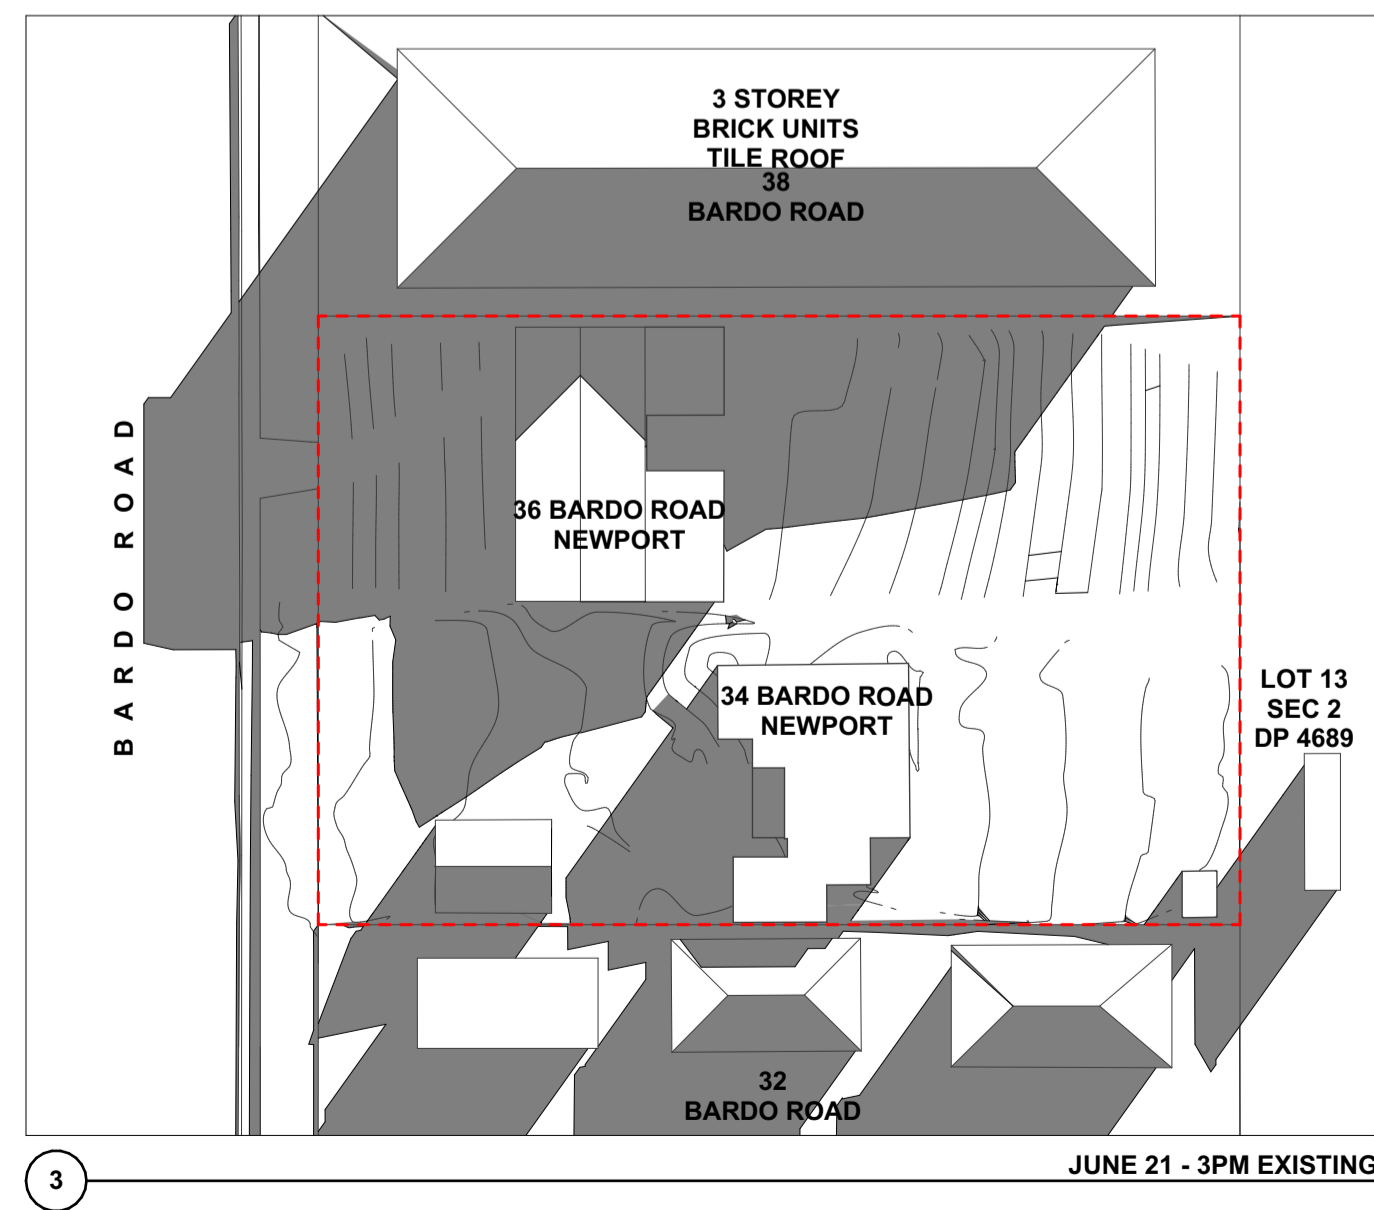 3 STOREY
BRICK UNITS
TILE ROOF
38
BARDO ROAD
BARDO ROAD
36 BARDO ROAD
NEWPORT
34 BARDO ROAD
NEWPORT
LOT 13
SEC 2
DP 4689
32
BARDO ROAD
3
JUNE 21 - 3PM EXISTING